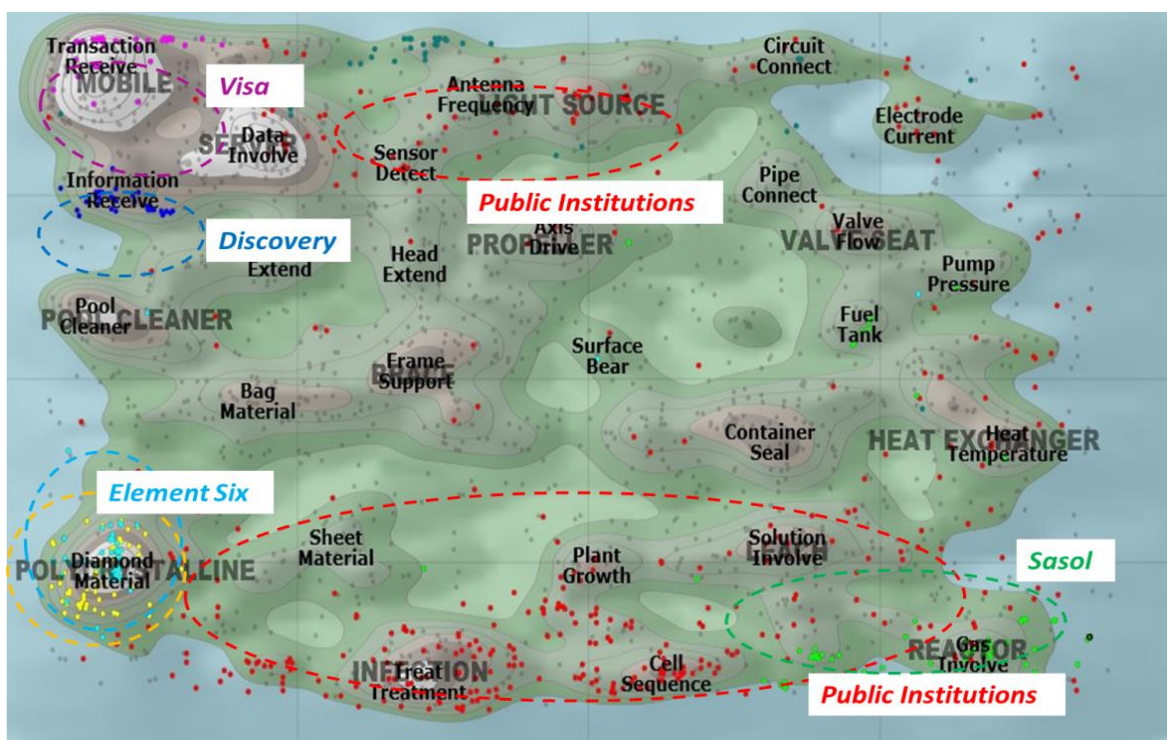 Transaction
Receive
MOBILE
Visa
Antenna
Frequency
LIGHT SOURCE
Circuit
Connect
Electrode
Current
SERVER
Data
Involve
Sensor
Detect
Information
Receive
Public Institutions
Pipe
Connect
Discovery
Extend
Head
Extend
Axis
Drive
PROPELLER
Valve
Flow
VALVE SEAT
Pump
Pressure
Pool
Cleaner
POOL CLEANER
Fuel
Tank
Surface
Bear
Frame
Support
BRACE
Bag
Material
Container
Seal
HEAT EXCHANGER
Heat
Temperature
Element Six
Diamond
Material
Sheet
Material
Plant
Growth
Solution
Involve
LEACH
Sasol
INFECTION
Treat
Treatment
Cell
Sequence
REACTOR
Gas
Involve
Public Institutions